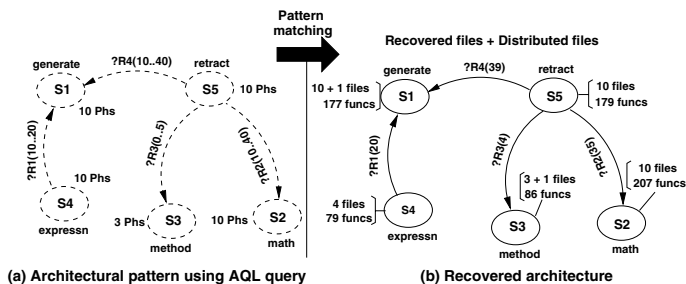 Pattern
matching
Recovered files + Distributed files
generate
?R4(10..40)
retract
S1
10 Phs
S5
10 Phs
?R1(10..20)
?R3(0..5)
?R2(10..40)
10 Phs
S4
expressn
3 Phs
S3
method
10 Phs
S2
math
(a) Architectural pattern using AQL query
generate
?R4(39)
retract
10 + 1 files
177 funcs
S1
S5
10 files
179 funcs
?R1(20)
?R3(4)
?R2(35)
4 files
79 funcs
S4
expressn
3 + 1 files
86 funcs
S3
method
10 files
207 funcs
S2
math
(b) Recovered architecture